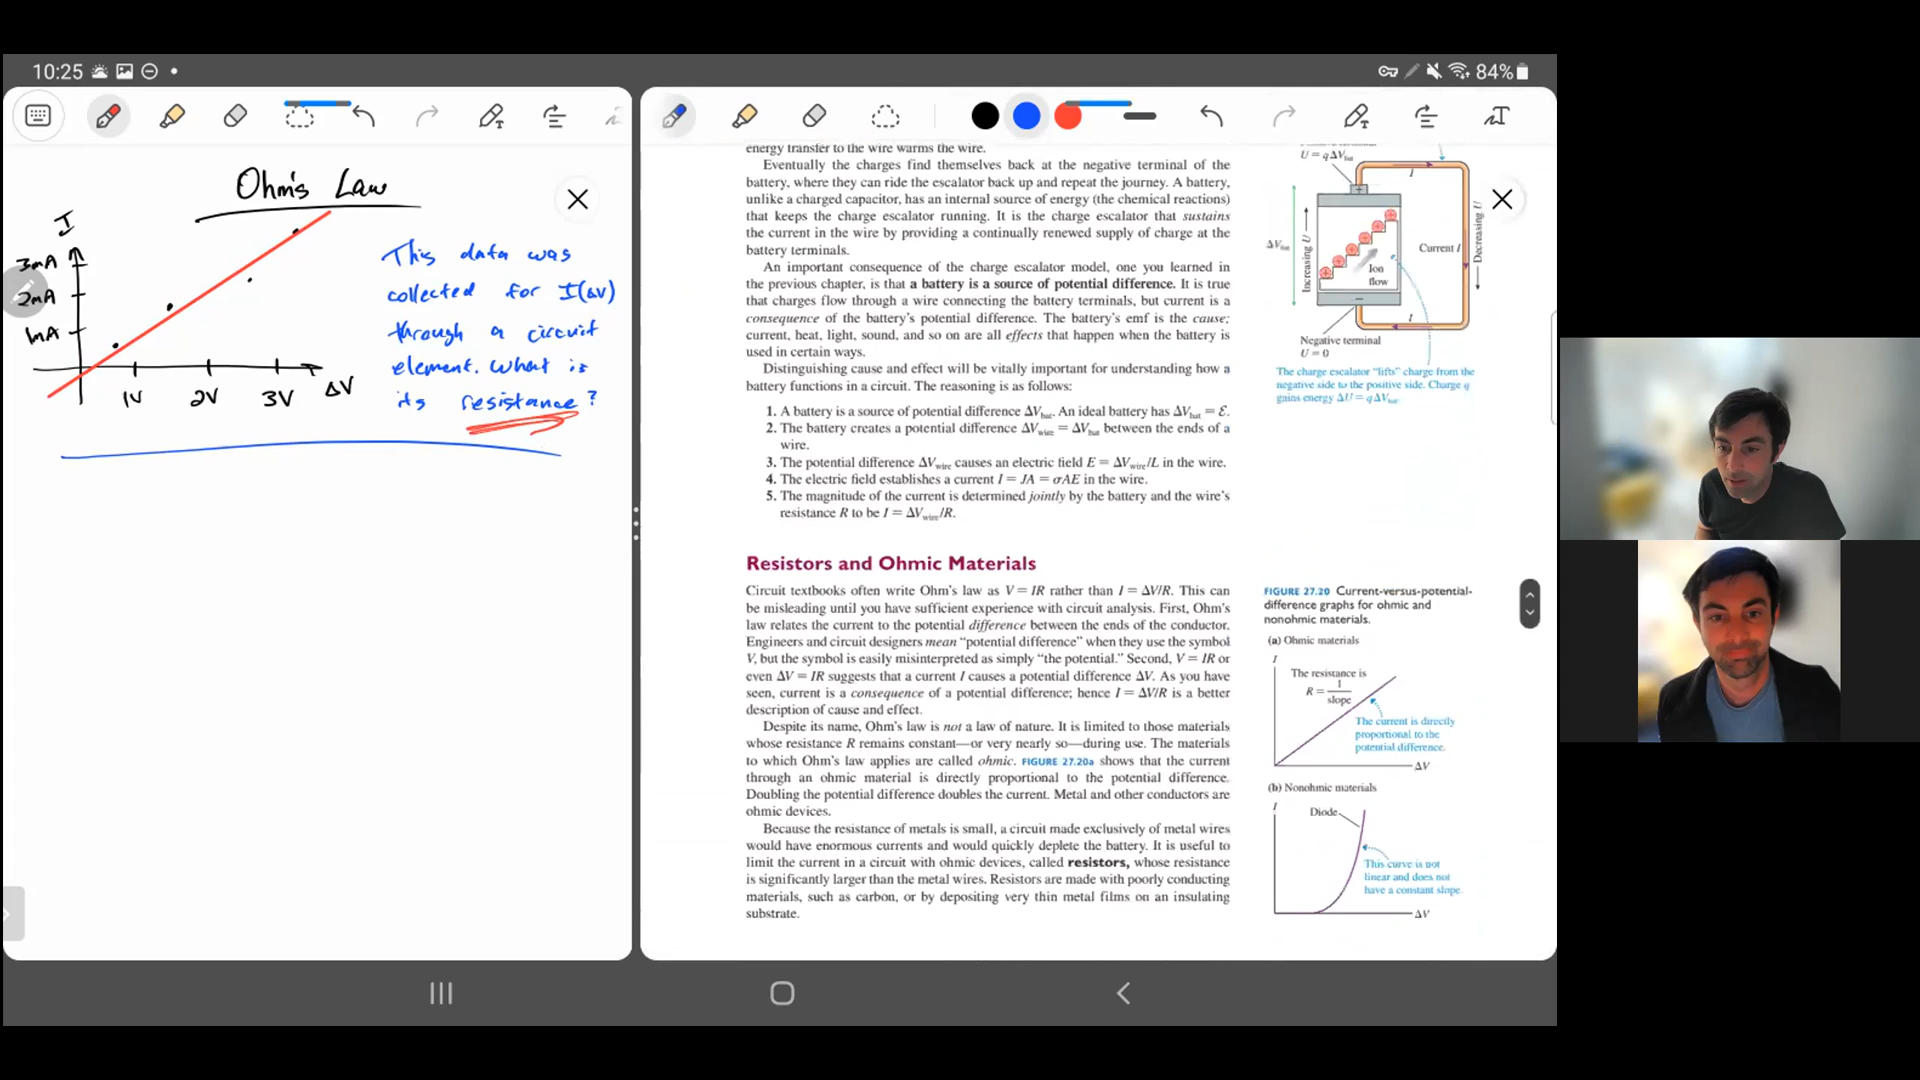 10:25
84%
Ohm's Law
I
3mA
2mA
1mA
1V
2V
3V
ΔV
This data was
collected for I(ΔV)
through a circuit
element. What is
its resistance?
energy transfer to the wire warms the wire.
Eventually the charges find themselves back at the negative terminal of the
battery, where they can ride the escalator back up and repeat the journey. A battery,
unlike a charged capacitor, has an internal source of energy (the chemical reactions)
that keeps the charge escalator running. It is the charge escalator that sustains
the current in the wire by providing a continually renewed supply of charge at the
battery terminals.
An important consequence of the charge escalator model, one you learned in
the previous chapter, is that a battery is a source of potential difference. It is true
that charges flow through a wire connecting the battery terminals, but current is a
consequence of the battery's potential difference. The battery's emf is the cause;
current, heat, light, sound, and so on are all effects that happen when the battery is
used in certain ways.
Distinguishing cause and effect will be vitally important for understanding how a
battery functions in a circuit. The reasoning is as follows:
1. A battery is a source of potential difference ΔVbat. An ideal battery has ΔVbat = ℰ.
2. The battery creates a potential difference ΔVwire = ΔVbat between the ends of a
wire.
3. The potential difference ΔVwire causes an electric field E = ΔVwire/L in the wire.
4. The electric field establishes a current I = JA = σAE in the wire.
5. The magnitude of the current is determined jointly by the battery and the wire's
resistance R to be I = ΔVwire/R.
Resistors and Ohmic Materials
Circuit textbooks often write Ohm's law as V = IR rather than I = ΔV/R. This can
be misleading until you have sufficient experience with circuit analysis. First, Ohm's
law relates the current to the potential difference between the ends of the conductor.
Engineers and circuit designers mean "potential difference" when they use the symbol
V, but the symbol is easily misinterpreted as simply "the potential." Second, V = IR or
even ΔV = IR suggests that a current I causes a potential difference ΔV. As you have
seen, current is a consequence of a potential difference; hence I = ΔV/R is a better
description of cause and effect.
Despite its name, Ohm's law is not a law of nature. It is limited to those materials
whose resistance R remains constant—or very nearly so—during use. The materials
to which Ohm's law applies are called ohmic. FIGURE 27.20a shows that the current
through an ohmic material is directly proportional to the potential difference.
Doubling the potential difference doubles the current. Metal and other conductors are
ohmic devices.
Because the resistance of metals is small, a circuit made exclusively of metal wires
would have enormous currents and would quickly deplete the battery. It is useful to
limit the current in a circuit with ohmic devices, called resistors, whose resistance
is significantly larger than the metal wires. Resistors are made with poorly conducting
materials, such as carbon, or by depositing very thin metal films on an insulating
substrate.
U = qΔVbat
I
+
ΔVbat
Increasing U
Ion
flow
Current I
Decreasing U
−
I
Negative terminal
U = 0
The charge escalator "lifts" charge from the
negative side to the positive side. Charge q
gains energy ΔU = qΔVbat.
FIGURE 27.20 Current-versus-potential-
difference graphs for ohmic and
nonohmic materials.
(a) Ohmic materials
I
The resistance is
R = 1/slope
The current is directly
proportional to the
potential difference.
ΔV
(b) Nonohmic materials
I
Diode
This curve is not
linear and does not
have a constant slope.
ΔV